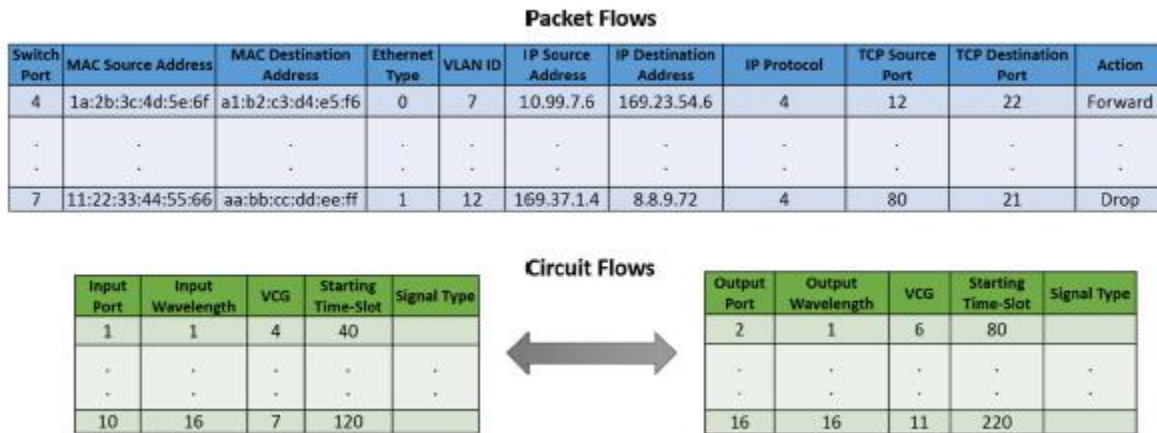 Packet Flows
Switch Port MAC Source Address MAC Destination Address Ethernet Type VLAN ID IP Source Address IP Destination Address IP Protocol TCP Source Port TCP Destination Port Action
4 1a:2b:3c:4d:5e:6f a1:b2:c3:d4:e5:f6 0 7 10.99.7.6 169.23.54.6 4 12 22 Forward
. . . . . . . . . . .
. . . . . . . . . . .
7 11:22:33:44:55:66 aa:bb:cc:dd:ee:ff 1 12 169.37.1.4 8.8.9.72 4 80 21 Drop
Circuit Flows
Input Port Input Wavelength VCG Starting Time-Slot Signal Type
1 1 4 40
. . . . .
. . . . .
10 16 7 120
Output Port Output Wavelength VCG Starting Time-Slot Signal Type
2 1 6 80
. . . . .
. . . . .
16 16 11 220